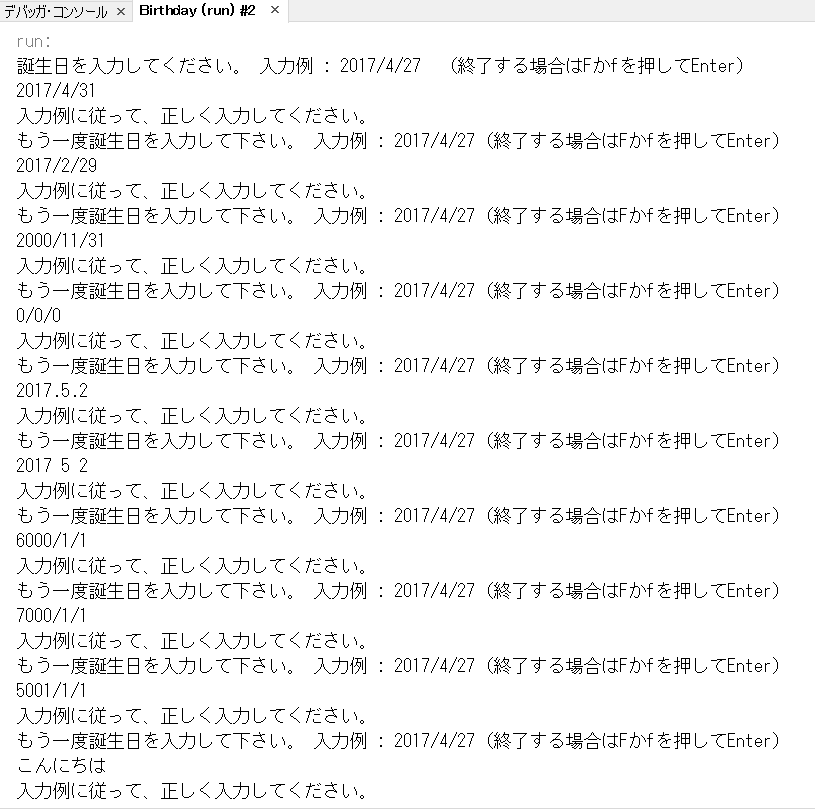 デバッガ・コンソール × Birthday (run) #2 ×
run:
誕生日を入力してください。 入力例 : 2017/4/27 （終了する場合はFかfを押してEnter）
2017/4/31
入力例に従って、正しく入力してください。
もう一度誕生日を入力して下さい。 入力例 : 2017/4/27（終了する場合はFかfを押してEnter）
2017/2/29
入力例に従って、正しく入力してください。
もう一度誕生日を入力して下さい。 入力例 : 2017/4/27（終了する場合はFかfを押してEnter）
2000/11/31
入力例に従って、正しく入力してください。
もう一度誕生日を入力して下さい。 入力例 : 2017/4/27（終了する場合はFかfを押してEnter）
0/0/0
入力例に従って、正しく入力してください。
もう一度誕生日を入力して下さい。 入力例 : 2017/4/27（終了する場合はFかfを押してEnter）
2017.5.2
入力例に従って、正しく入力してください。
もう一度誕生日を入力して下さい。 入力例 : 2017/4/27（終了する場合はFかfを押してEnter）
2017 5 2
入力例に従って、正しく入力してください。
もう一度誕生日を入力して下さい。 入力例 : 2017/4/27（終了する場合はFかfを押してEnter）
6000/1/1
入力例に従って、正しく入力してください。
もう一度誕生日を入力して下さい。 入力例 : 2017/4/27（終了する場合はFかfを押してEnter）
7000/1/1
入力例に従って、正しく入力してください。
もう一度誕生日を入力して下さい。 入力例 : 2017/4/27（終了する場合はFかfを押してEnter）
5001/1/1
入力例に従って、正しく入力してください。
もう一度誕生日を入力して下さい。 入力例 : 2017/4/27（終了する場合はFかfを押してEnter）
こんにちは
入力例に従って、正しく入力してください。